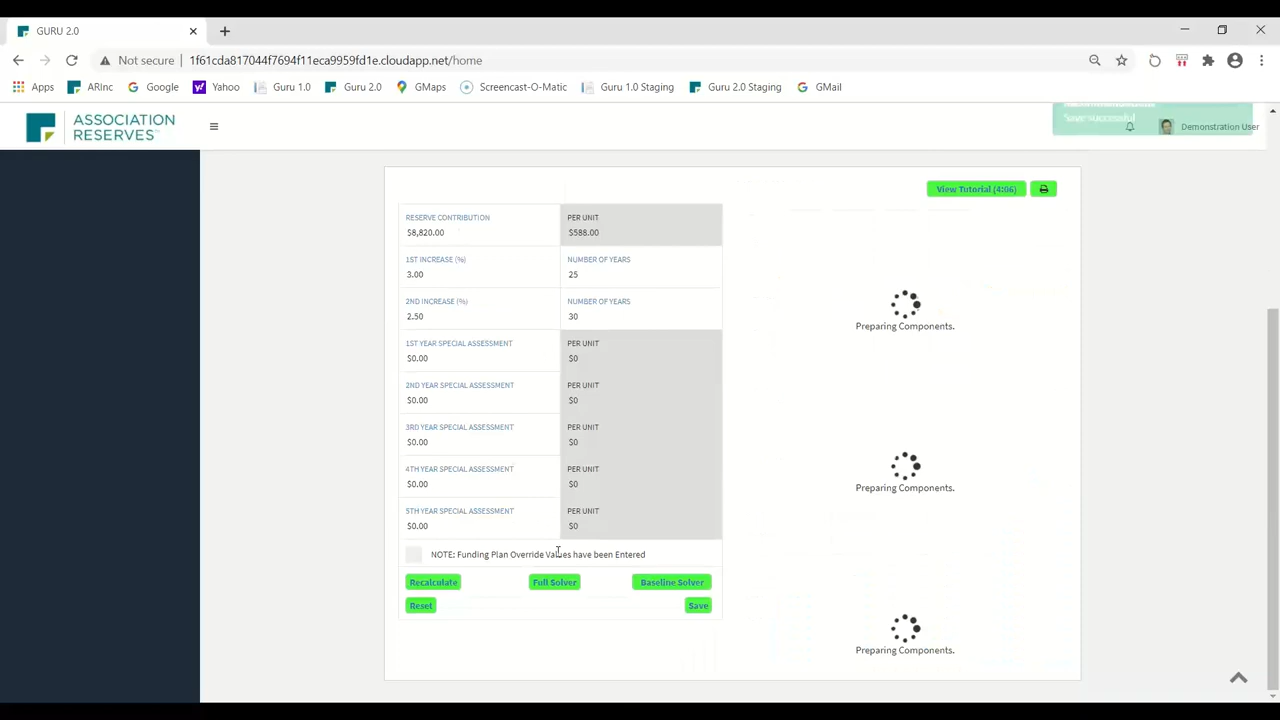 GURU 2.0
Not secure | 1f61cda817044f7694f11eca9959fd1e.cloudapp.net/home
Apps ARinc Google Yahoo Guru 1.0 Guru 2.0 GMaps Screencast-O-Matic Guru 1.0 Staging Guru 2.0 Staging GMail
ASSOCIATION
RESERVES™
Save successful
Demonstration User
View Tutorial (4:06)
RESERVE CONTRIBUTION PER UNIT
$8,820.00 $588.00
1ST INCREASE (%) NUMBER OF YEARS
3.00 25
2ND INCREASE (%) NUMBER OF YEARS
2.50 30
1ST YEAR SPECIAL ASSESSMENT PER UNIT
$0.00 $0
2ND YEAR SPECIAL ASSESSMENT PER UNIT
$0.00 $0
3RD YEAR SPECIAL ASSESSMENT PER UNIT
$0.00 $0
4TH YEAR SPECIAL ASSESSMENT PER UNIT
$0.00 $0
5TH YEAR SPECIAL ASSESSMENT PER UNIT
$0.00 $0
NOTE: Funding Plan Override Values have been Entered
Recalculate Full Solver Baseline Solver
Reset Save
Preparing Components.
Preparing Components.
Preparing Components.